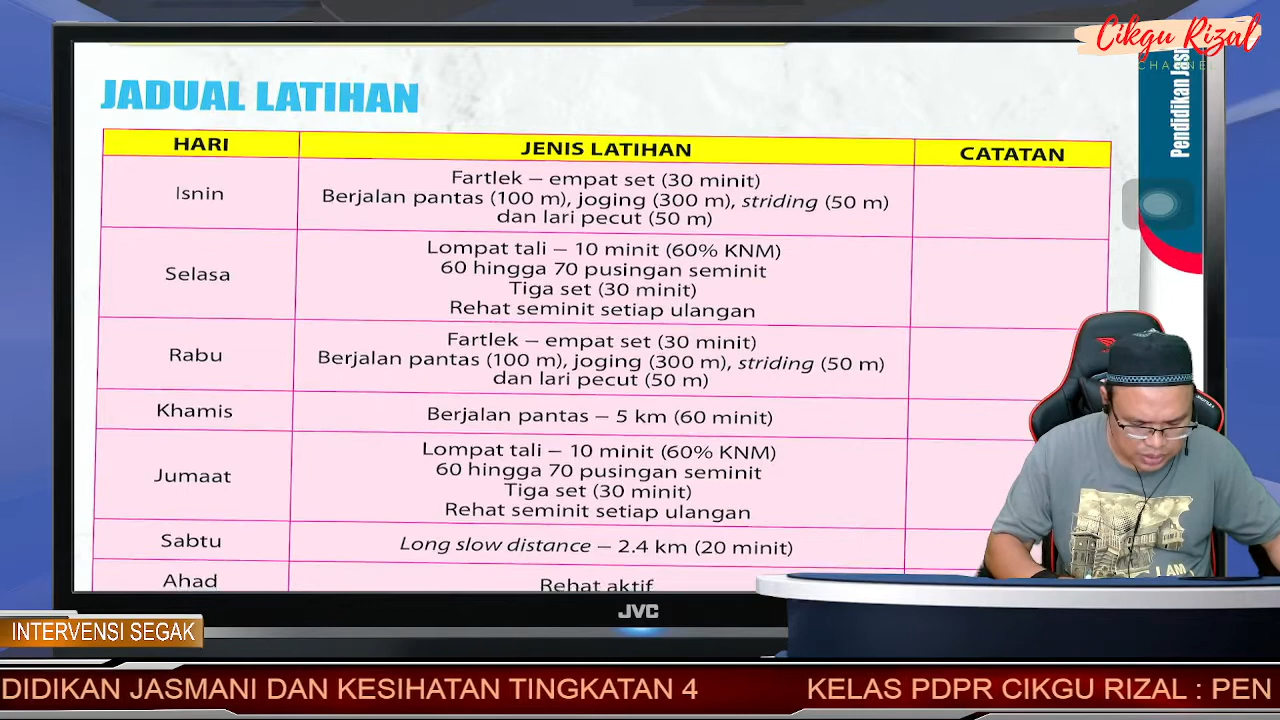 Cikgu Rizal
CHANNEL
Pendidikan Jasm
JADUAL LATIHAN
HARI JENIS LATIHAN CATATAN
Isnin
Fartlek – empat set (30 minit)
Berjalan pantas (100 m), joging (300 m), striding (50 m)
dan lari pecut (50 m)
Selasa
Lompat tali – 10 minit (60% KNM)
60 hingga 70 pusingan seminit
Tiga set (30 minit)
Rehat seminit setiap ulangan
Rabu
Fartlek – empat set (30 minit)
Berjalan pantas (100 m), joging (300 m), striding (50 m)
dan lari pecut (50 m)
Khamis
Berjalan pantas – 5 km (60 minit)
Jumaat
Lompat tali – 10 minit (60% KNM)
60 hingga 70 pusingan seminit
Tiga set (30 minit)
Rehat seminit setiap ulangan
Sabtu
Long slow distance – 2.4 km (20 minit)
Ahad
Rehat aktif
I AM
JVC
INTERVENSI SEGAK
DIDIKAN JASMANI DAN KESIHATAN TINGKATAN 4 KELAS PDPR CIKGU RIZAL : PEN